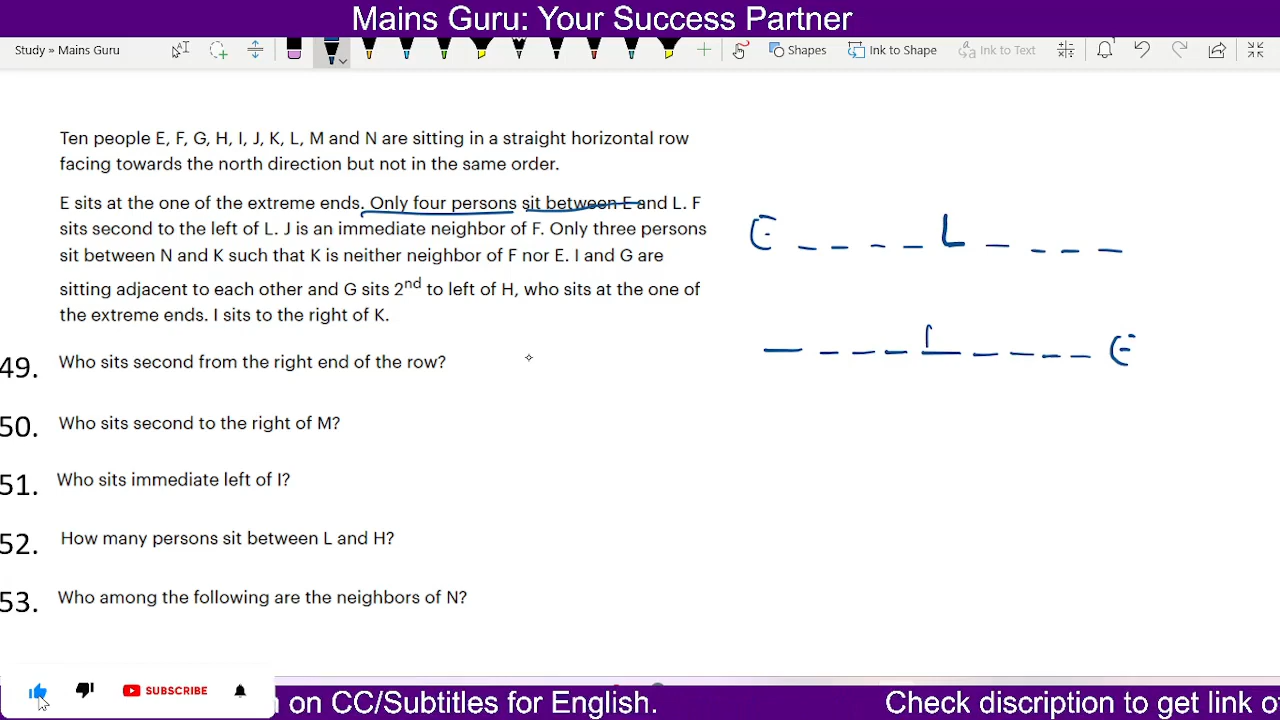 Mains Guru: Your Success Partner
Study » Mains Guru
Shapes
Ink to Shape
Ink to Text
Ten people E, F, G, H, I, J, K, L, M and N are sitting in a straight horizontal row
facing towards the north direction but not in the same order.
E sits at the one of the extreme ends. Only four persons sit between E and L. F
sits second to the left of L. J is an immediate neighbor of F. Only three persons
sit between N and K such that K is neither neighbor of F nor E. I and G are
sitting adjacent to each other and G sits 2nd to left of H, who sits at the one of
the extreme ends. I sits to the right of K.
E _ _ _ _ L _ _ _ _
_ _ _ _ _ _ _ _ _ E
49. Who sits second from the right end of the row?
50. Who sits second to the right of M?
51. Who sits immediate left of I?
52. How many persons sit between L and H?
53. Who among the following are the neighbors of N?
SUBSCRIBE
on CC/Subtitles for English.
Check discription to get link o